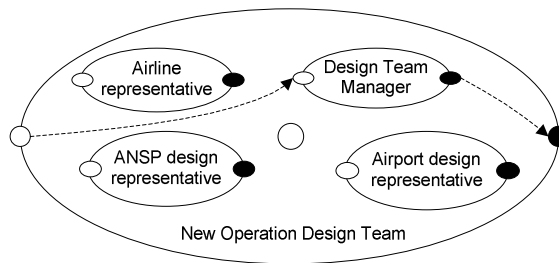 Airline
representative
Design Team
Manager
ANSP design
representative
Airport design
representative
New Operation Design Team